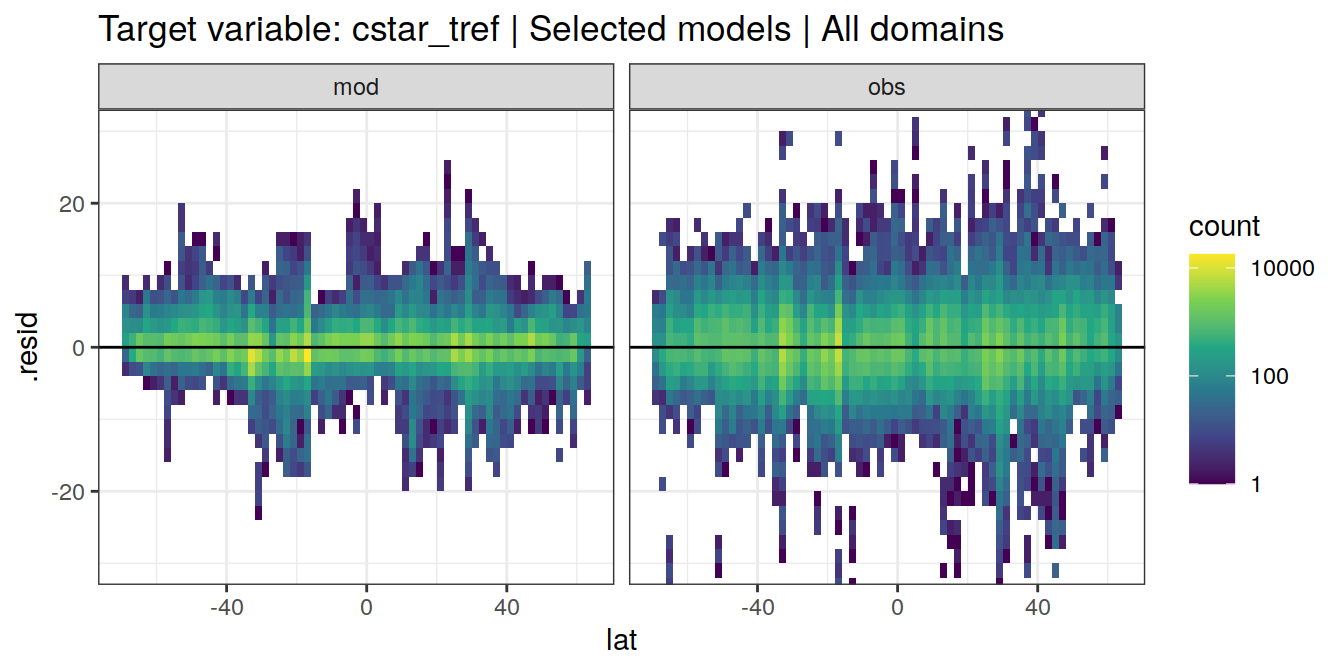 Target variable: cstar_tref | Selected models | All domains
mod
obs
.resid
20
0
-20
-40
0
40
-40
0
40
lat
count
10000
100
1